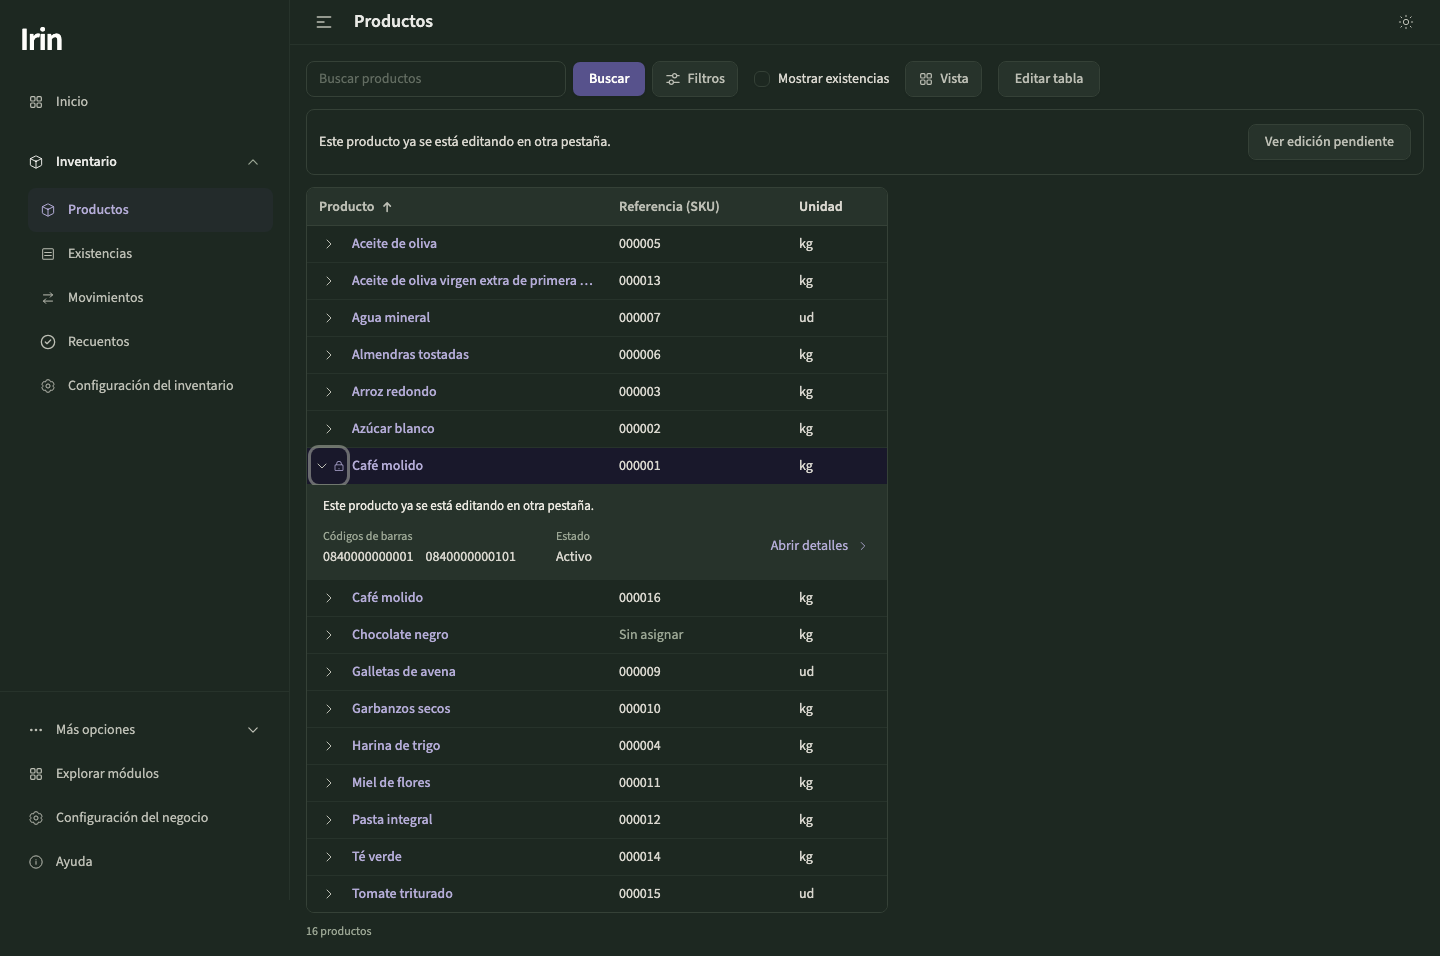 Irin
Productos
Inicio
Inventario
Productos
Existencias
Movimientos
Recuentos
Configuración del inventario
Más opciones
Explorar módulos
Configuración del negocio
Ayuda
Buscar productos Buscar Filtros Mostrar existencias Vista Editar tabla
Este producto ya se está editando en otra pestaña. Ver edición pendiente
Producto Referencia (SKU) Unidad
Aceite de oliva 000005 kg
Aceite de oliva virgen extra de primera … 000013 kg
Agua mineral 000007 ud
Almendras tostadas 000006 kg
Arroz redondo 000003 kg
Azúcar blanco 000002 kg
Café molido 000001 kg
Este producto ya se está editando en otra pestaña.
Códigos de barras Estado
0840000000001 0840000000101 Activo Abrir detalles
Café molido 000016 kg
Chocolate negro Sin asignar kg
Galletas de avena 000009 ud
Garbanzos secos 000010 kg
Harina de trigo 000004 kg
Miel de flores 000011 kg
Pasta integral 000012 kg
Té verde 000014 kg
Tomate triturado 000015 ud
16 productos